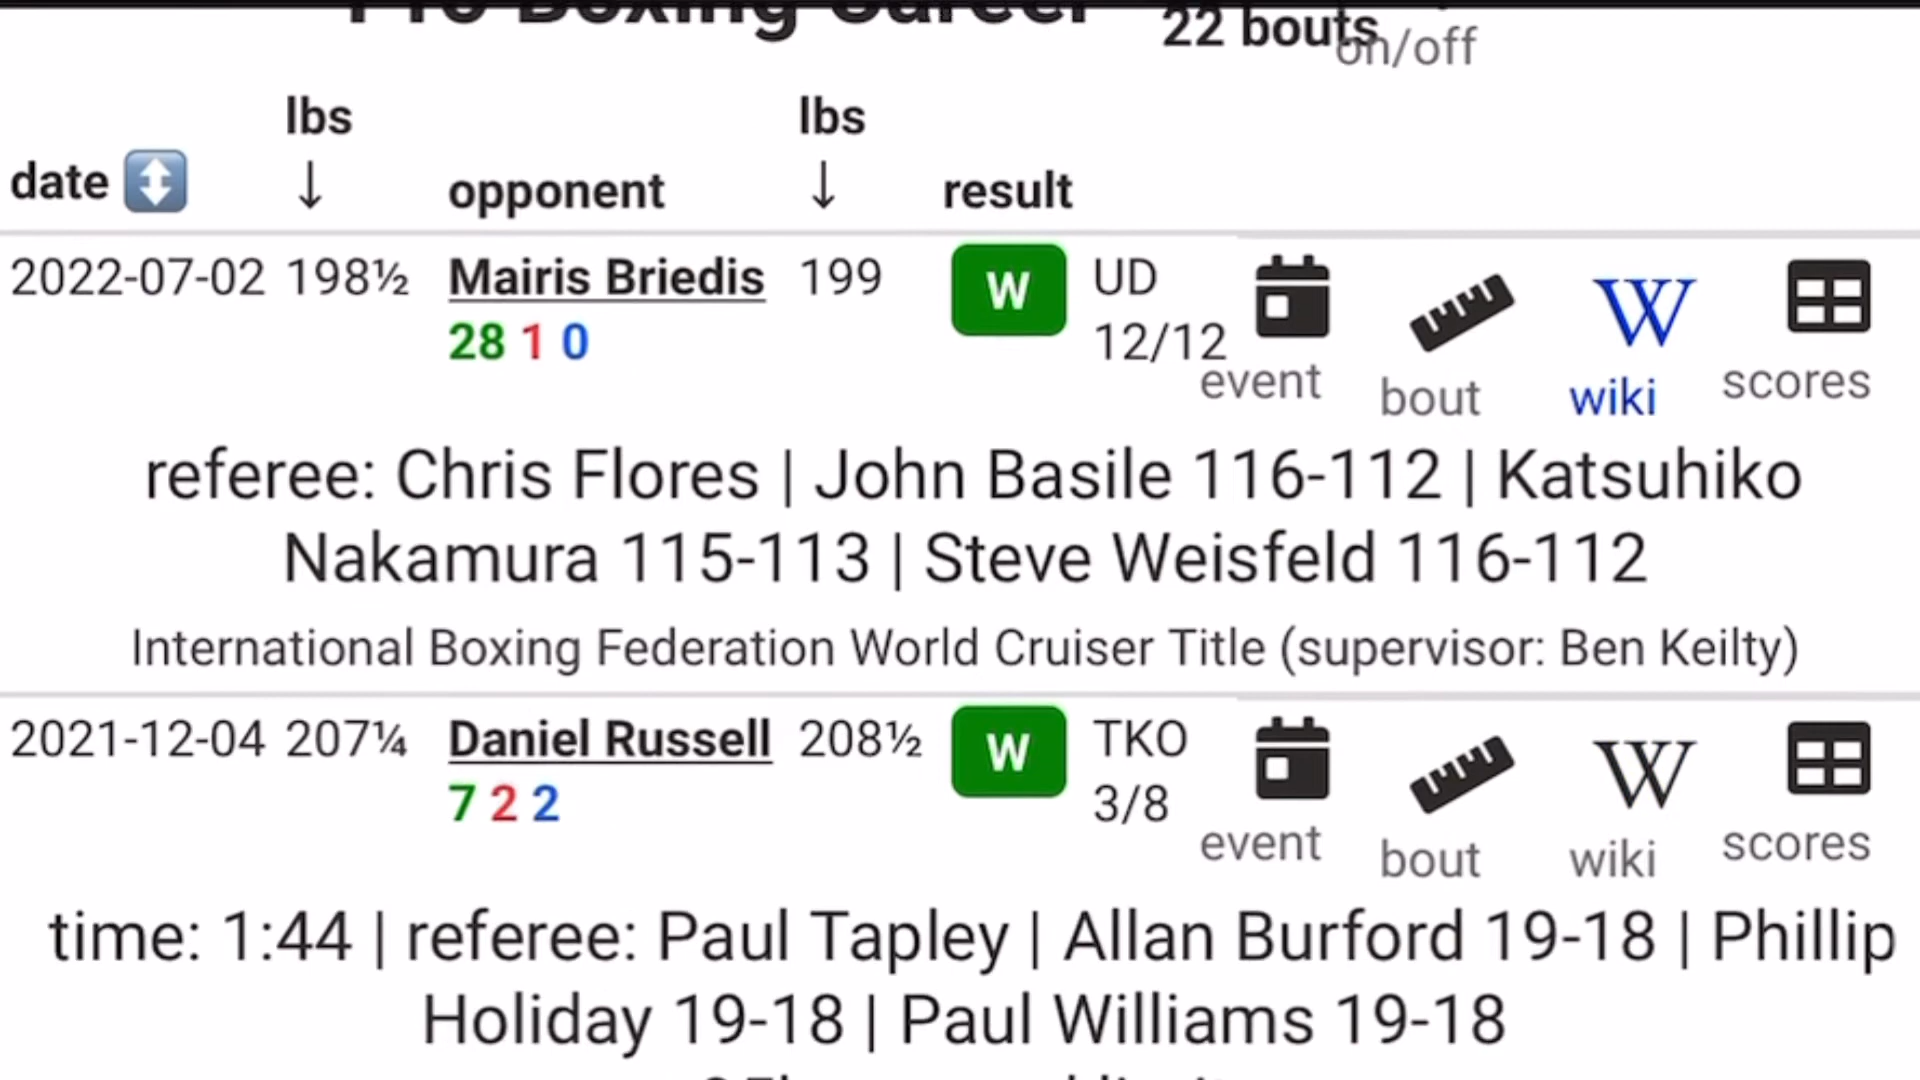 Pro Boxing Career
22 bouts
on/off
lbs lbs
date ↓ opponent ↓ result
2022-07-02 198½ Mairis Briedis 199 W UD
28 1 0 12/12
event bout wiki scores
referee: Chris Flores | John Basile 116-112 | Katsuhiko
Nakamura 115-113 | Steve Weisfeld 116-112
International Boxing Federation World Cruiser Title (supervisor: Ben Keilty)
2021-12-04 207¼ Daniel Russell 208½ W TKO
7 2 2 3/8
event bout wiki scores
time: 1:44 | referee: Paul Tapley | Allan Burford 19-18 | Phillip
Holiday 19-18 | Paul Williams 19-18